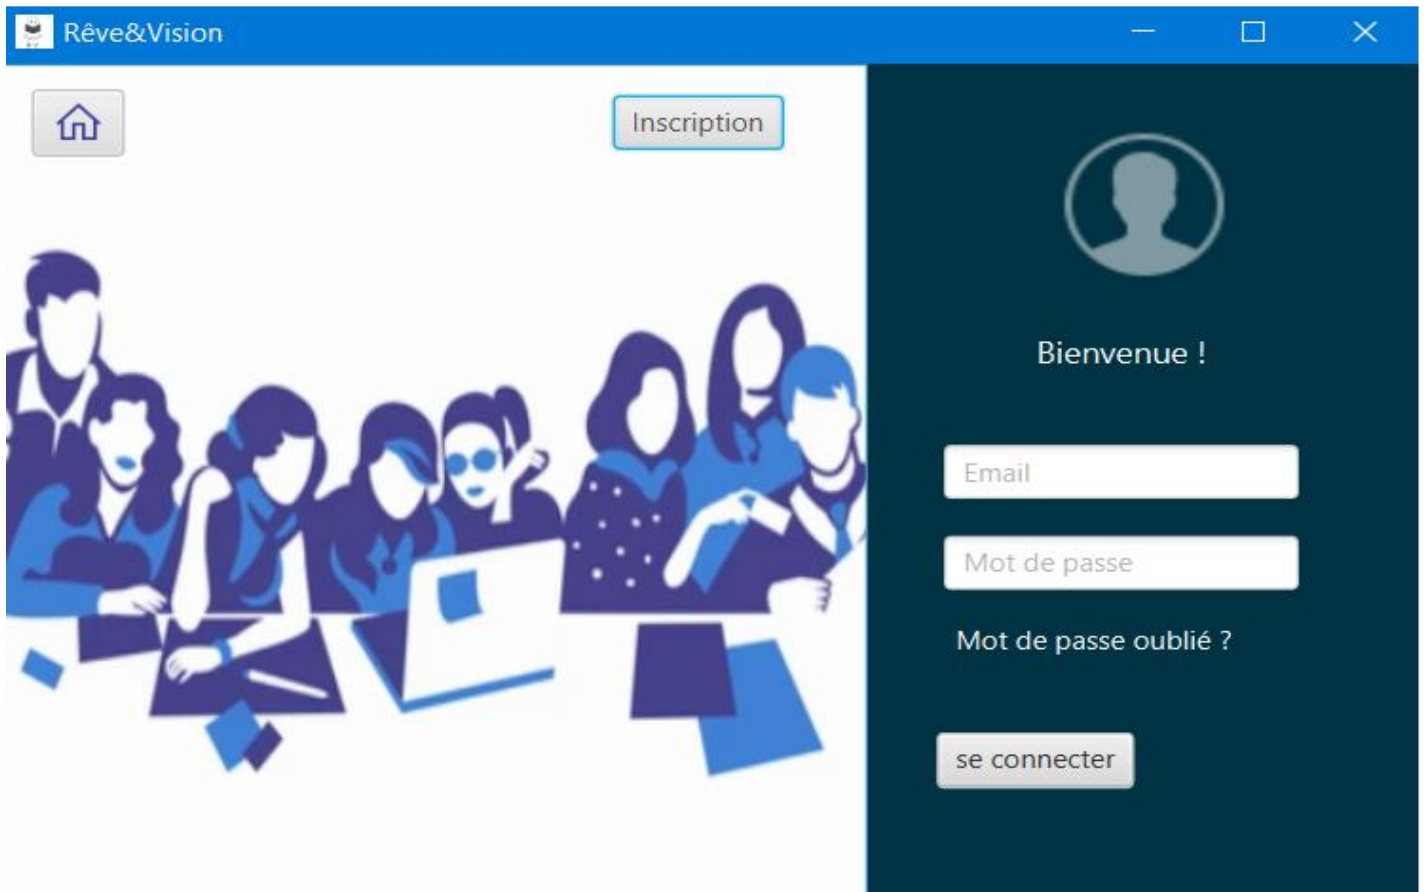 Rêve&Vision
Inscription
Bienvenue !
Email
Mot de passe
Mot de passe oublié ?
se connecter